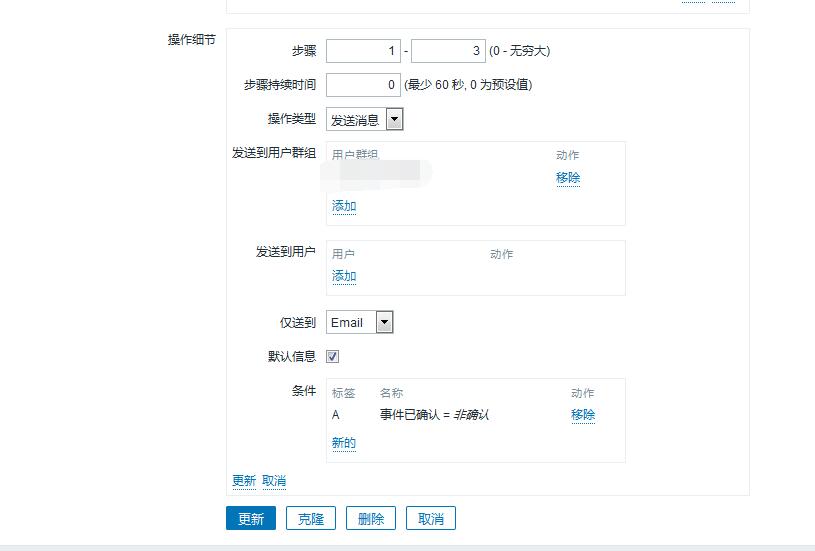 操作细节
步骤 1 - 3 (0 - 无穷大)
步骤持续时间 0 (最少 60 秒, 0 为预设值)
操作类型 发送消息
发送到用户群组 用户群组 动作
移除
添加
发送到用户 用户 动作
添加
仅送到 Email
默认信息
条件 标签 名称 动作
A 事件已确认 = 非确认 移除
新的
更新 取消
更新 克隆 删除 取消